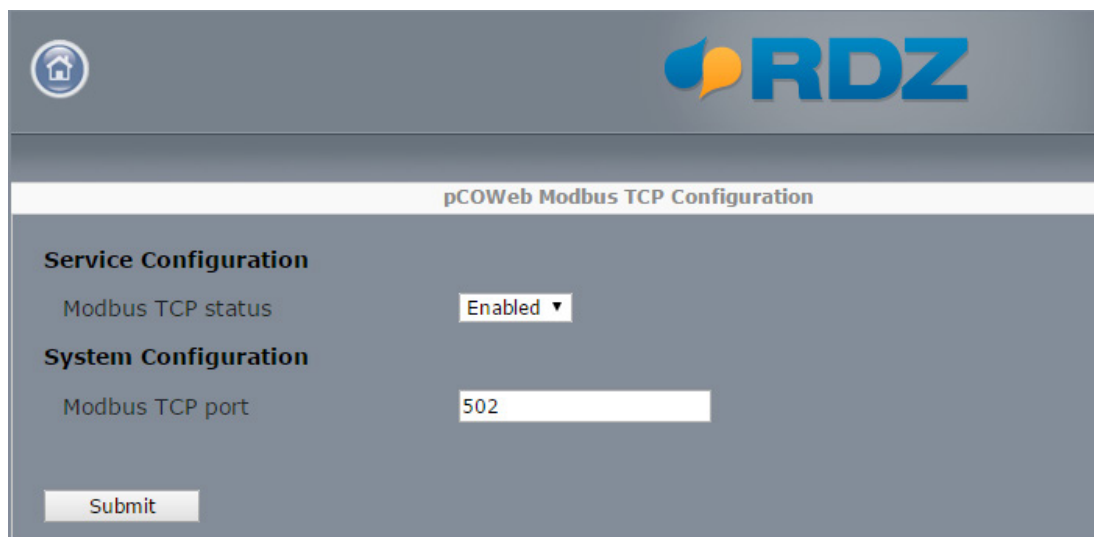 RDZ
pCOWeb Modbus TCP Configuration
Service Configuration
Modbus TCP status Enabled
System Configuration
Modbus TCP port 502
Submit